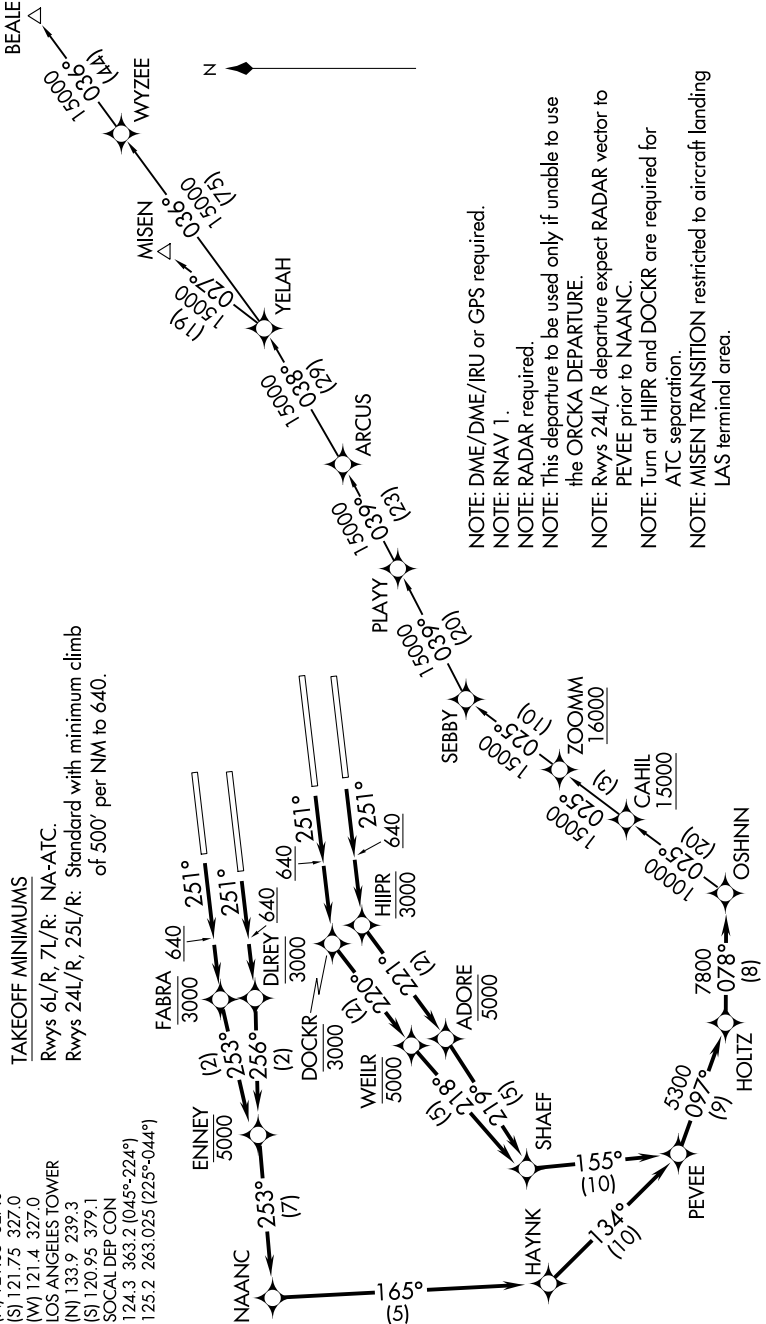 (S) 121.75 327.0
(W) 121.4 327.0
LOS ANGELES TOWER
(N) 133.9 239.3
(S) 120.95 379.1
SOCAL DEP CON
124.3 363.2 (045°-224°)
125.2 263.025 (225°-044°)
TAKEOFF MINIMUMS
Rwys 6L/R, 7L/R: NA-ATC.
Rwys 24L/R, 25L/R: Standard with minimum climb
of 500' per NM to 640.
BEALE
15000
036°
(44)
WYZEE
N
MISEN
(19)
15000
027°
036°
15000
(75)
YELAH
15000
038°
(29)
ARCUS
15000
039°
(23)
PLAYY
15000
039°
(20)
SEBBY
15000
025°
(10)
ZOOMM
16000
15000
025°
(3)
CAHIL
15000
10000
025°
(20)
OSHNN
7800
078°
(8)
HOLTZ
5300
097°
(9)
PEVEE
FABRA
3000
640
251°
251°
640
DLREY
3000
(2)
253°
256°
(2)
ENNEY
5000
253°
(7)
NAANC
165°
(5)
HAYNK
134°
(10)
640
251°
251°
640
HIIPR
3000
DOCKR
3000
220°
(2)
221°
(2)
WEILR
5000
ADORE
5000
(5)
218°
219°
(5)
SHAEF
155°
(10)
NOTE: DME/DME/IRU or GPS required.
NOTE: RNAV 1.
NOTE: RADAR required.
NOTE: This departure to be used only if unable to use
the ORCKA DEPARTURE.
NOTE: Rwys 24L/R departure expect RADAR vector to
PEVEE prior to NAANC.
NOTE: Turn at HIIPR and DOCKR are required for
ATC separation.
NOTE: MISEN TRANSITION restricted to aircraft landing
LAS terminal area.